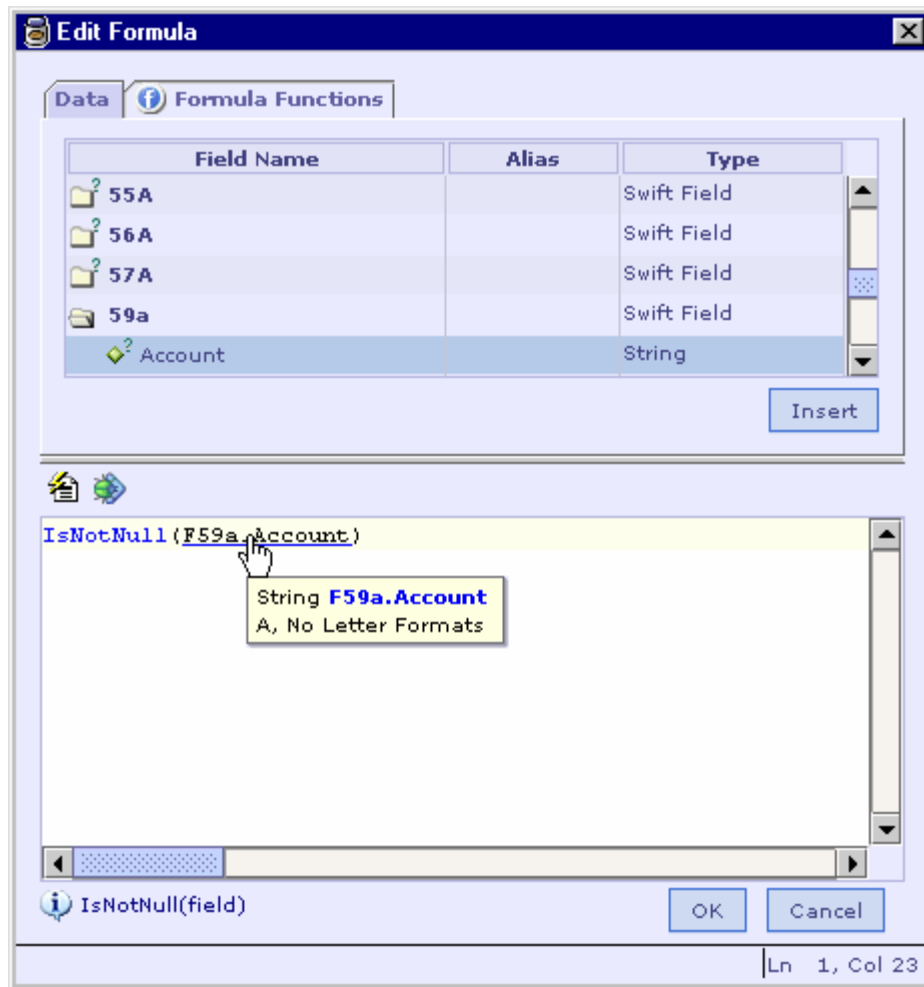 Edit Formula
Data Formula Functions
Field Name Alias Type
? 55A Swift Field
? 56A Swift Field
? 57A Swift Field
59a Swift Field
? Account String
Insert
IsNotNull(F59a.Account)
String F59a.Account
A, No Letter Formats
IsNotNull(field)
OK Cancel
Ln 1, Col 23